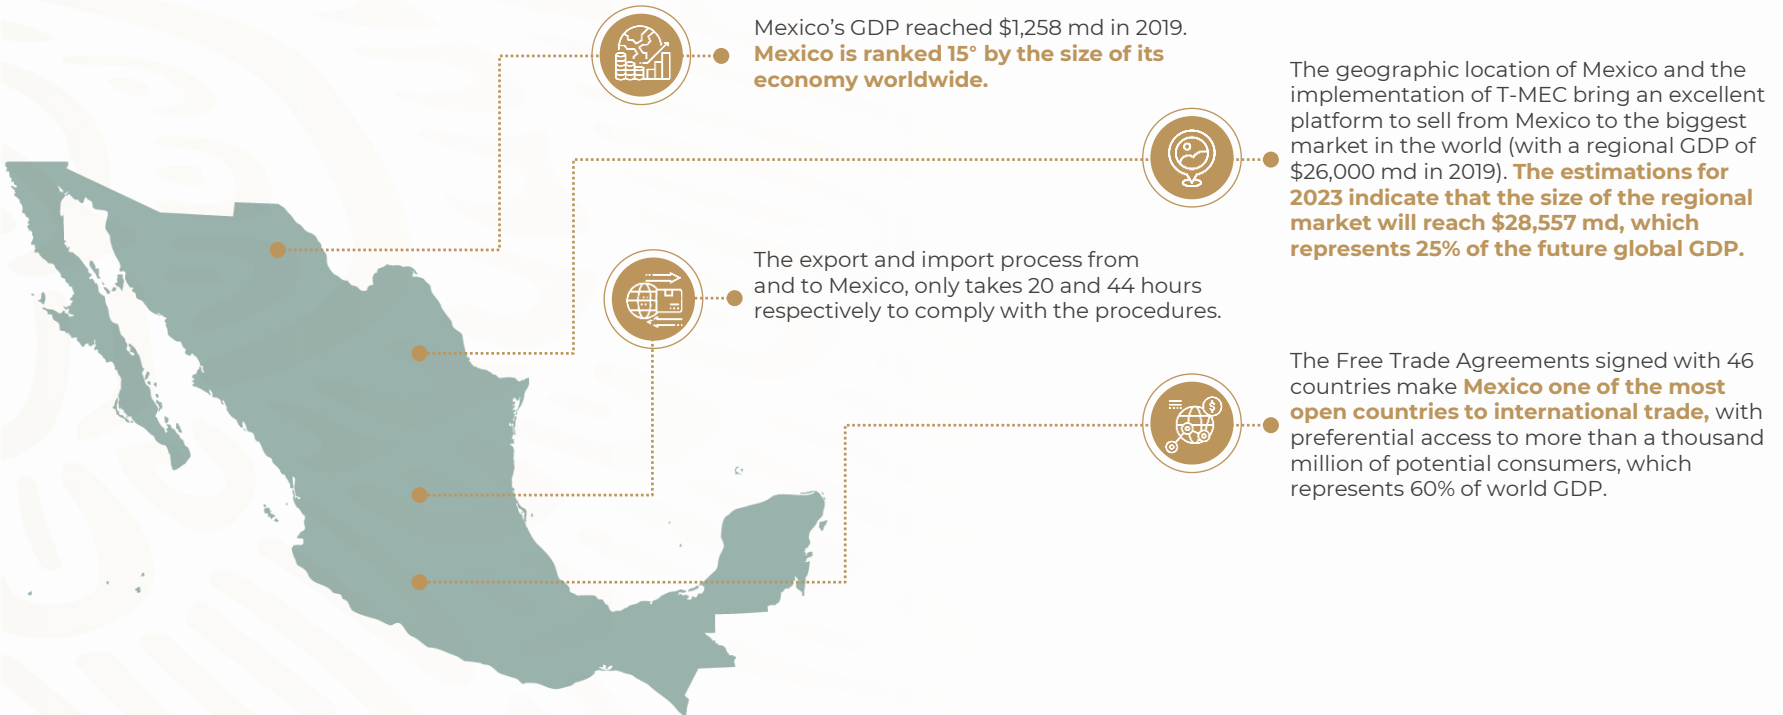 Mexico’s GDP reached $1,258 md in 2019.
Mexico is ranked 15° by the size of its
economy worldwide.
The geographic location of Mexico and the
implementation of T-MEC bring an excellent
platform to sell from Mexico to the biggest
market in the world (with a regional GDP of
$26,000 md in 2019). The estimations for
2023 indicate that the size of the regional
market will reach $28,557 md, which
represents 25% of the future global GDP.
The export and import process from
and to Mexico, only takes 20 and 44 hours
respectively to comply with the procedures.
The Free Trade Agreements signed with 46
countries make Mexico one of the most
open countries to international trade, with
preferential access to more than a thousand
million of potential consumers, which
represents 60% of world GDP.